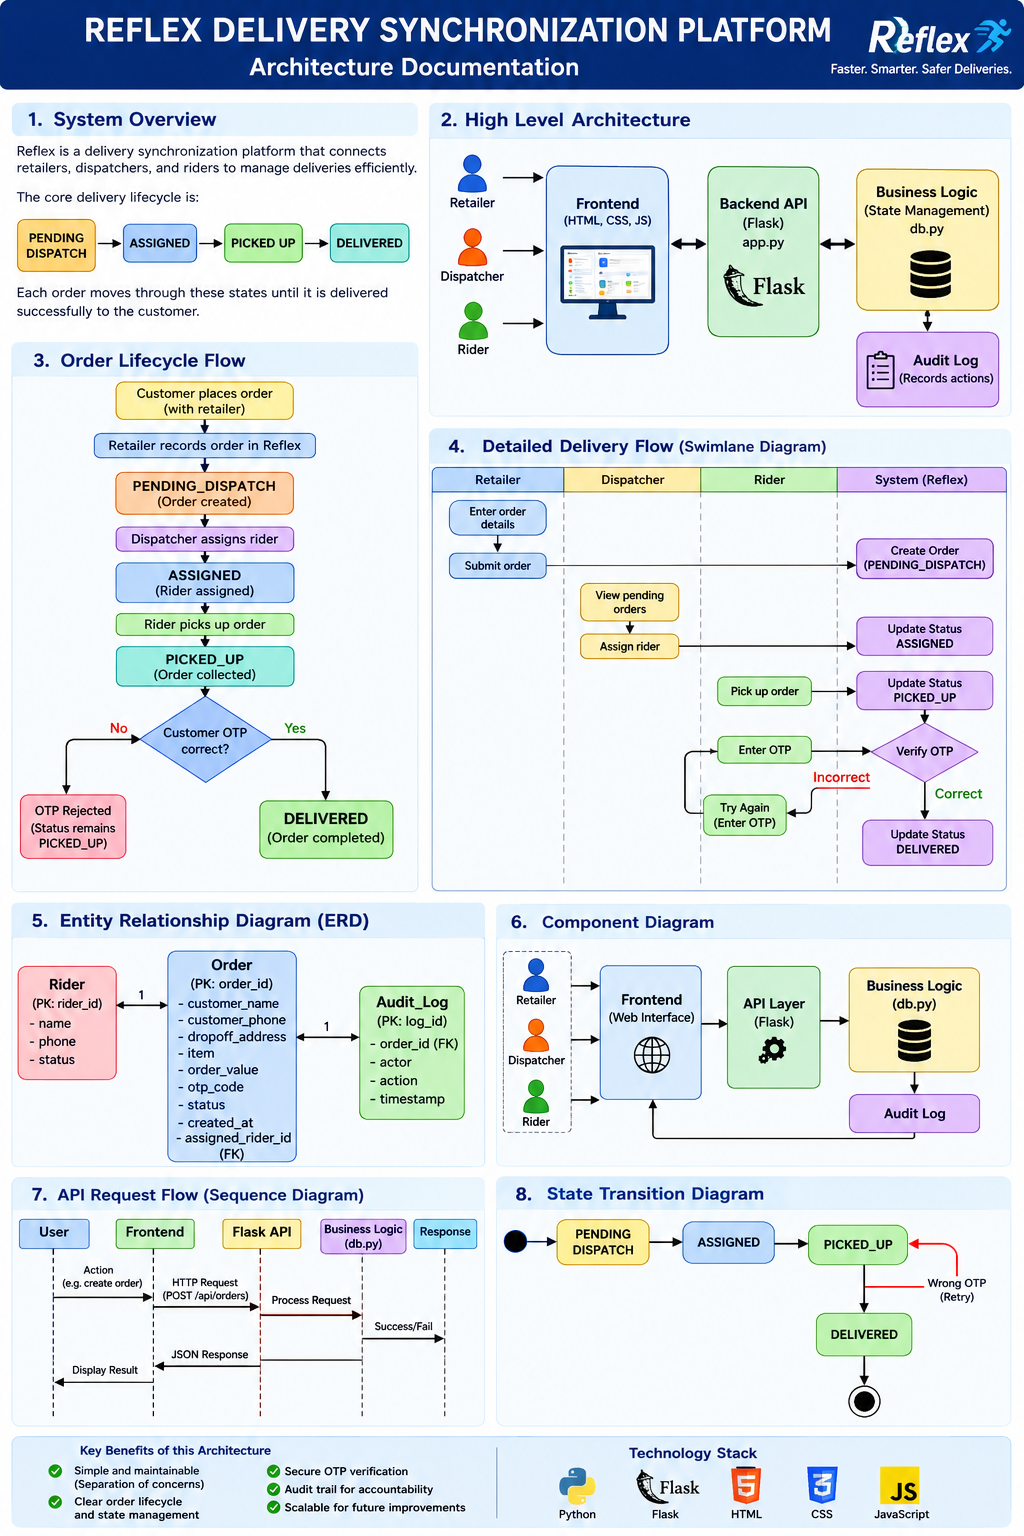 REFLEX DELIVERY SYNCHRONIZATION PLATFORM
Architecture Documentation
Reflex
Faster. Smarter. Safer Deliveries.
1. System Overview
Reflex is a delivery synchronization platform that connects
retailers, dispatchers, and riders to manage deliveries efficiently.
The core delivery lifecycle is:
PENDING
DISPATCH
ASSIGNED
PICKED UP
DELIVERED
Each order moves through these states until it is delivered
successfully to the customer.
2. High Level Architecture
Retailer
Dispatcher
Rider
Frontend
(HTML, CSS, JS)
Backend API
(Flask)
app.py
Flask
Business Logic
(State Management)
db.py
Audit Log
(Records actions)
3. Order Lifecycle Flow
Customer places order
(with retailer)
Retailer records order in Reflex
PENDING_DISPATCH
(Order created)
Dispatcher assigns rider
ASSIGNED
(Rider assigned)
Rider picks up order
PICKED_UP
(Order collected)
Customer OTP
correct?
No
Yes
OTP Rejected
(Status remains
PICKED_UP)
DELIVERED
(Order completed)
4. Detailed Delivery Flow (Swimlane Diagram)
Retailer
Dispatcher
Rider
System (Reflex)
Enter order
details
Submit order
Create Order
(PENDING_DISPATCH)
View pending
orders
Assign rider
Update Status
ASSIGNED
Pick up order
Update Status
PICKED_UP
Enter OTP
Verify OTP
Incorrect
Correct
Try Again
(Enter OTP)
Update Status
DELIVERED
5. Entity Relationship Diagram (ERD)
Rider
(PK: rider_id)
- name
- phone
- status
1
Order
(PK: order_id)
- customer_name
- customer_phone
- dropoff_address
- item
- order_value
- otp_code
- status
- created_at
- assigned_rider_id
(FK)
1
Audit_Log
(PK: log_id)
- order_id (FK)
- actor
- action
- timestamp
6. Component Diagram
Retailer
Dispatcher
Rider
Frontend
(Web Interface)
API Layer
(Flask)
Business Logic
(db.py)
Audit Log
7. API Request Flow (Sequence Diagram)
User
Frontend
Flask API
Business Logic
(db.py)
Response
Action
(e.g. create order)
HTTP Request
(POST /api/orders)
Process Request
Success/Fail
JSON Response
Display Result
8. State Transition Diagram
PENDING
DISPATCH
ASSIGNED
PICKED_UP
Wrong OTP
(Retry)
DELIVERED
Key Benefits of this Architecture
Simple and maintainable
(Separation of concerns)
Clear order lifecycle
and state management
Secure OTP verification
Audit trail for accountability
Scalable for future improvements
Technology Stack
Python
Flask
Flask
5
HTML
3
CSS
JS
JavaScript